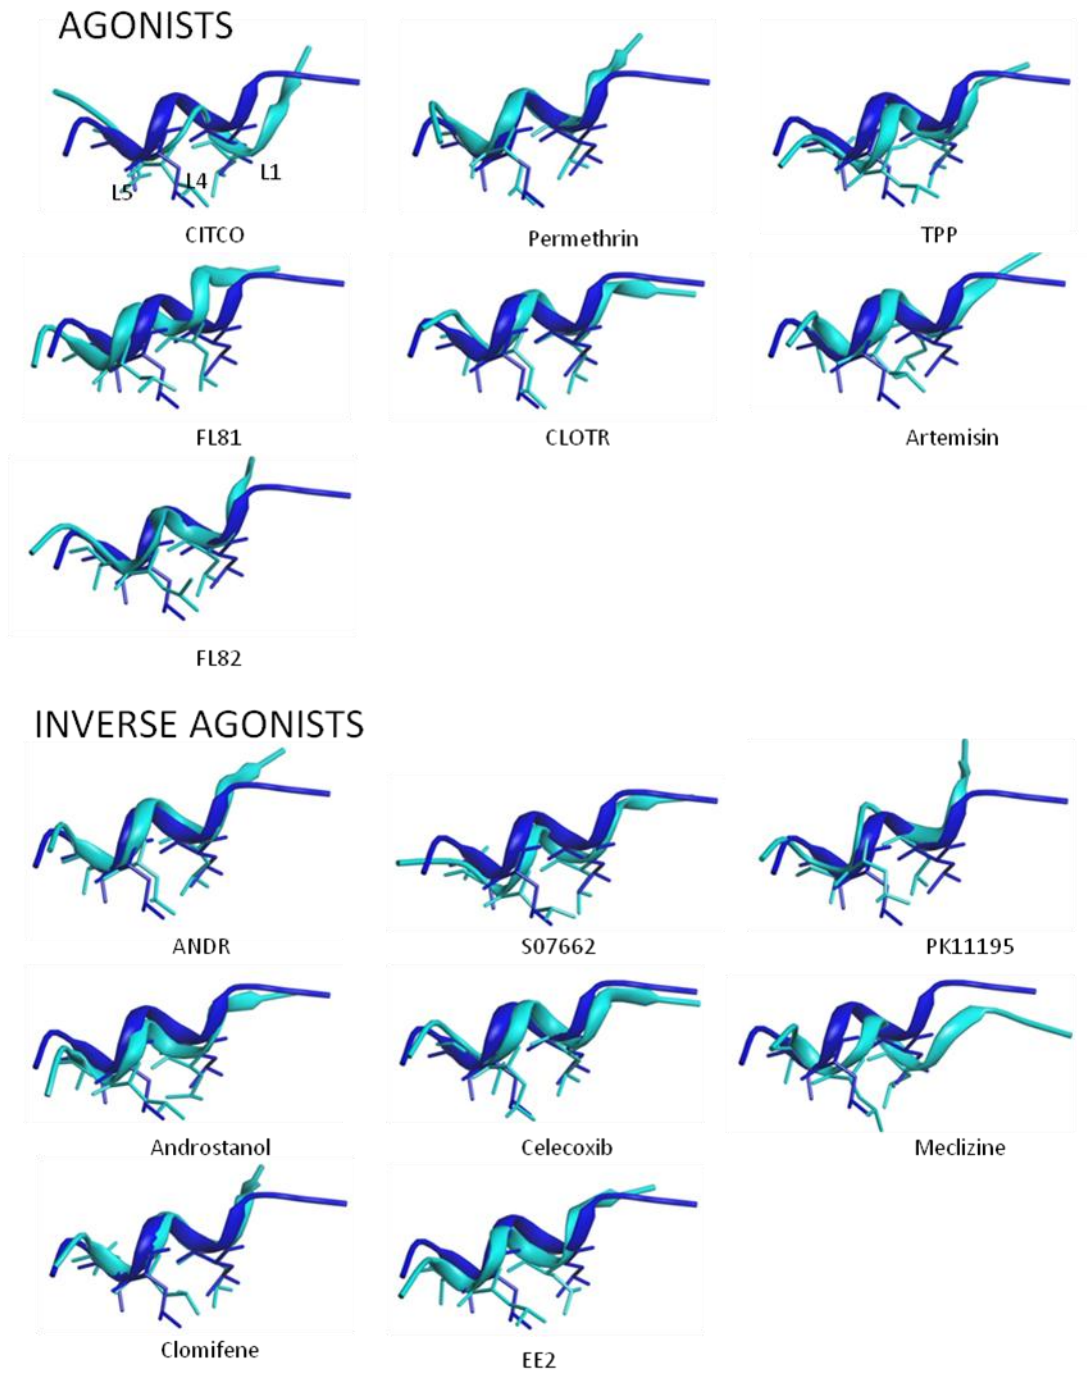 AGONISTS
L5
L4
L1
CITCO
Permethrin
TPP
FL81
CLOTR
Artemisin
FL82
INVERSE AGONISTS
ANDR
S07662
PK11195
Androstanol
Celecoxib
Meclizine
Clomifene
EE2